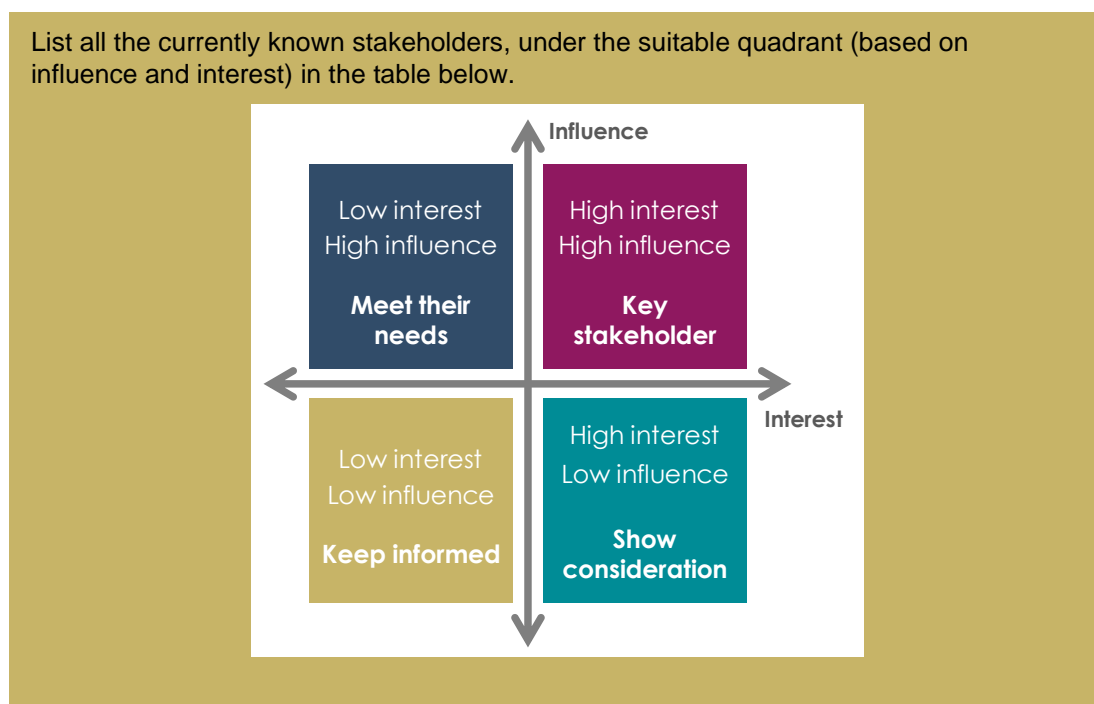 List all the currently known stakeholders, under the suitable quadrant (based on
influence and interest) in the table below.
Influence
Low interest
High influence
Meet their
needs
High interest
High influence
Key
stakeholder
Interest
Low interest
Low influence
Keep informed
High interest
Low influence
Show
consideration